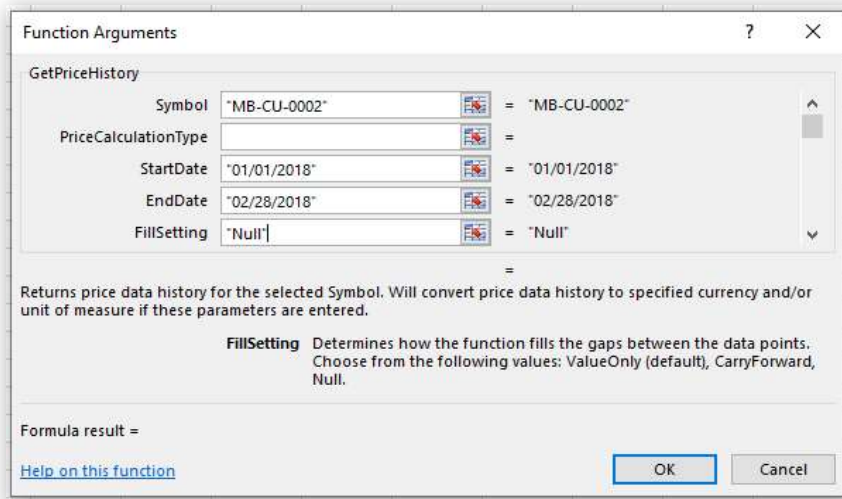 Function Arguments ? X
GetPriceHistory
Symbol "MB-CU-0002" = "MB-CU-0002"
PriceCalculationType =
StartDate "01/01/2018" = "01/01/2018"
EndDate "02/28/2018" = "02/28/2018"
FillSetting "Null" = "Null"
=
Returns price data history for the selected Symbol. Will convert price data history to specified currency and/or
unit of measure if these parameters are entered.
FillSetting Determines how the function fills the gaps between the data points.
Choose from the following values: ValueOnly (default), CarryForward,
Null.
Formula result =
Help on this function OK Cancel